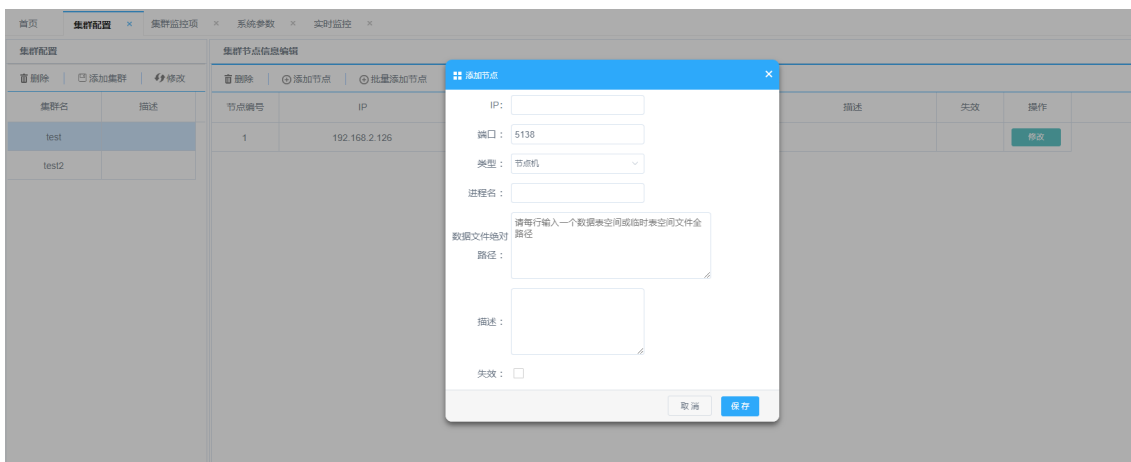 首页 集群配置 × 集群监控项 × 系统参数 × 实时监控 ×
集群配置 集群节点信息编辑
删除 添加集群 修改 删除 添加节点 批量添加节点
集群名 描述 节点编号 IP 描述 失效 操作
test 1 192.168.2.126 修改
test2
添加节点 ×
IP:
端口： 5138
类型： 节点机
进程名：
数据文件绝对路径：
请每行输入一个数据表空间或临时表空间文件全
路径
描述：
失效：
取消 保存